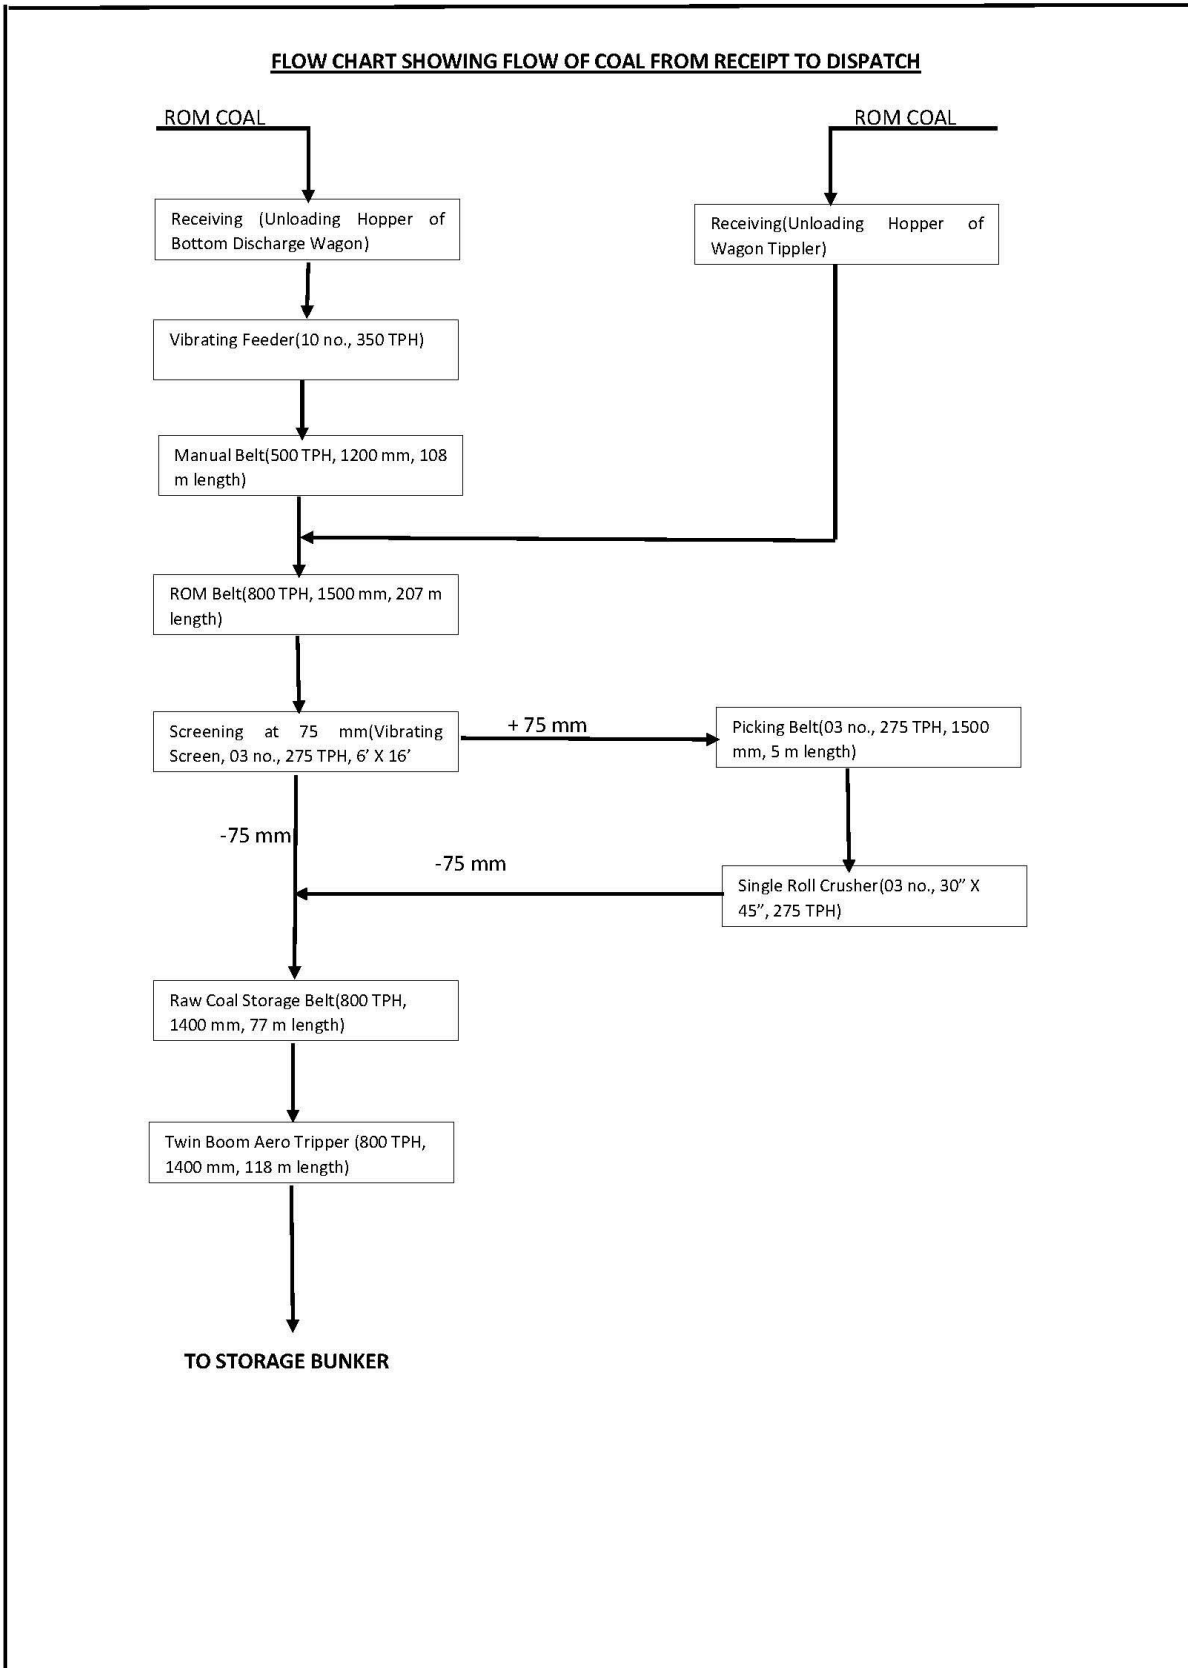 FLOW CHART SHOWING FLOW OF COAL FROM RECEIPT TO DISPATCH
ROM COAL
ROM COAL
Receiving (Unloading Hopper of
Bottom Discharge Wagon)
Receiving(Unloading Hopper of
Wagon Tippler)
Vibrating Feeder(10 no., 350 TPH)
Manual Belt(500 TPH, 1200 mm, 108
m length)
ROM Belt(800 TPH, 1500 mm, 207 m
length)
Screening at 75 mm(Vibrating
Screen, 03 no., 275 TPH, 6’ X 16’
+ 75 mm
Picking Belt(03 no., 275 TPH, 1500
mm, 5 m length)
-75 mm
-75 mm
Single Roll Crusher(03 no., 30” X
45”, 275 TPH)
Raw Coal Storage Belt(800 TPH,
1400 mm, 77 m length)
Twin Boom Aero Tripper (800 TPH,
1400 mm, 118 m length)
TO STORAGE BUNKER